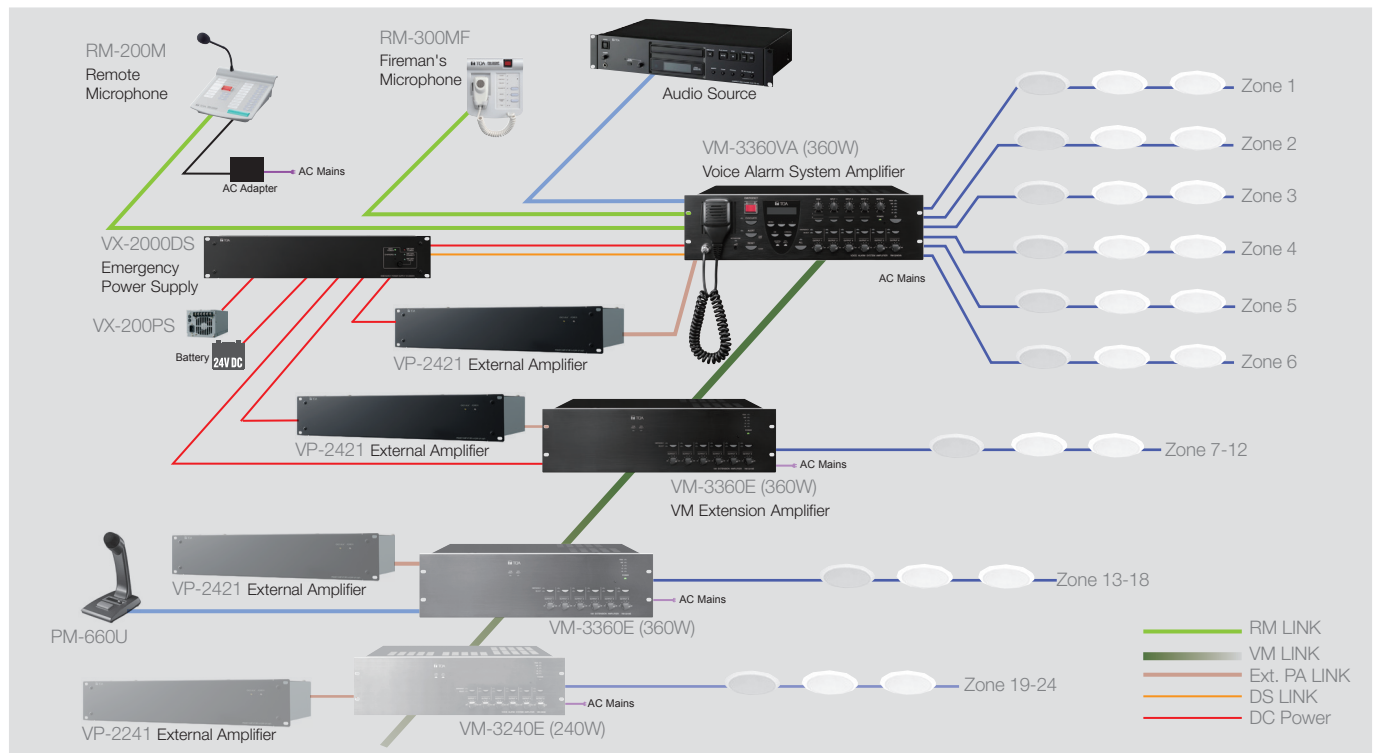 RM-200M
Remote
Microphone
RM-300MF
Fireman's
Microphone
Audio Source
AC Adapter
AC Mains
VM-3360VA (360W)
Voice Alarm System Amplifier
TOA
AC Mains
Zone 1
Zone 2
Zone 3
Zone 4
Zone 5
Zone 6
VX-2000DS
Emergency
Power Supply
VX-200PS
Battery
24V DC
VP-2421 External Amplifier
VP-2421 External Amplifier
TOA
AC Mains
VM-3360E (360W)
VM Extension Amplifier
Zone 7-12
VP-2421 External Amplifier
PM-660U
TOA
AC Mains
VM-3360E (360W)
Zone 13-18
VP-2241 External Amplifier
AC Mains
VM-3240E (240W)
Zone 19-24
RM LINK
VM LINK
Ext. PA LINK
DS LINK
DC Power